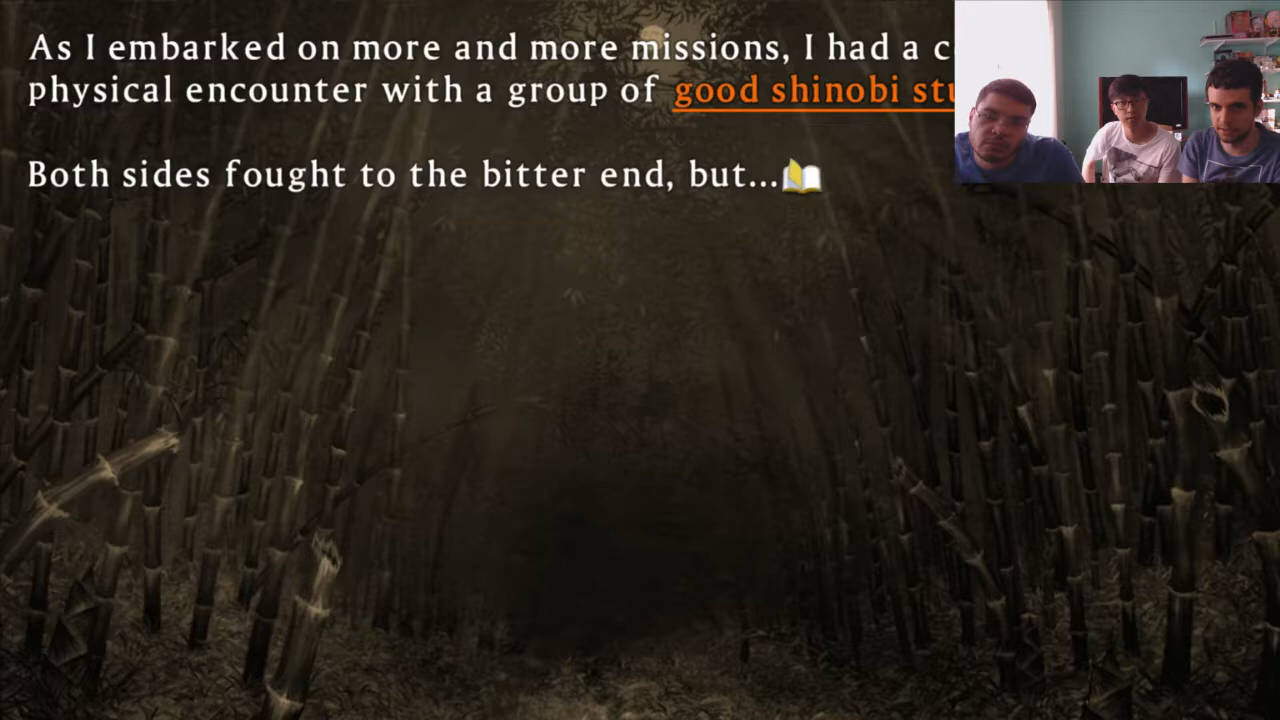 As I embarked on more and more missions, I had a
physical encounter with a group of good shinobi
Both sides fought to the bitter end, but...